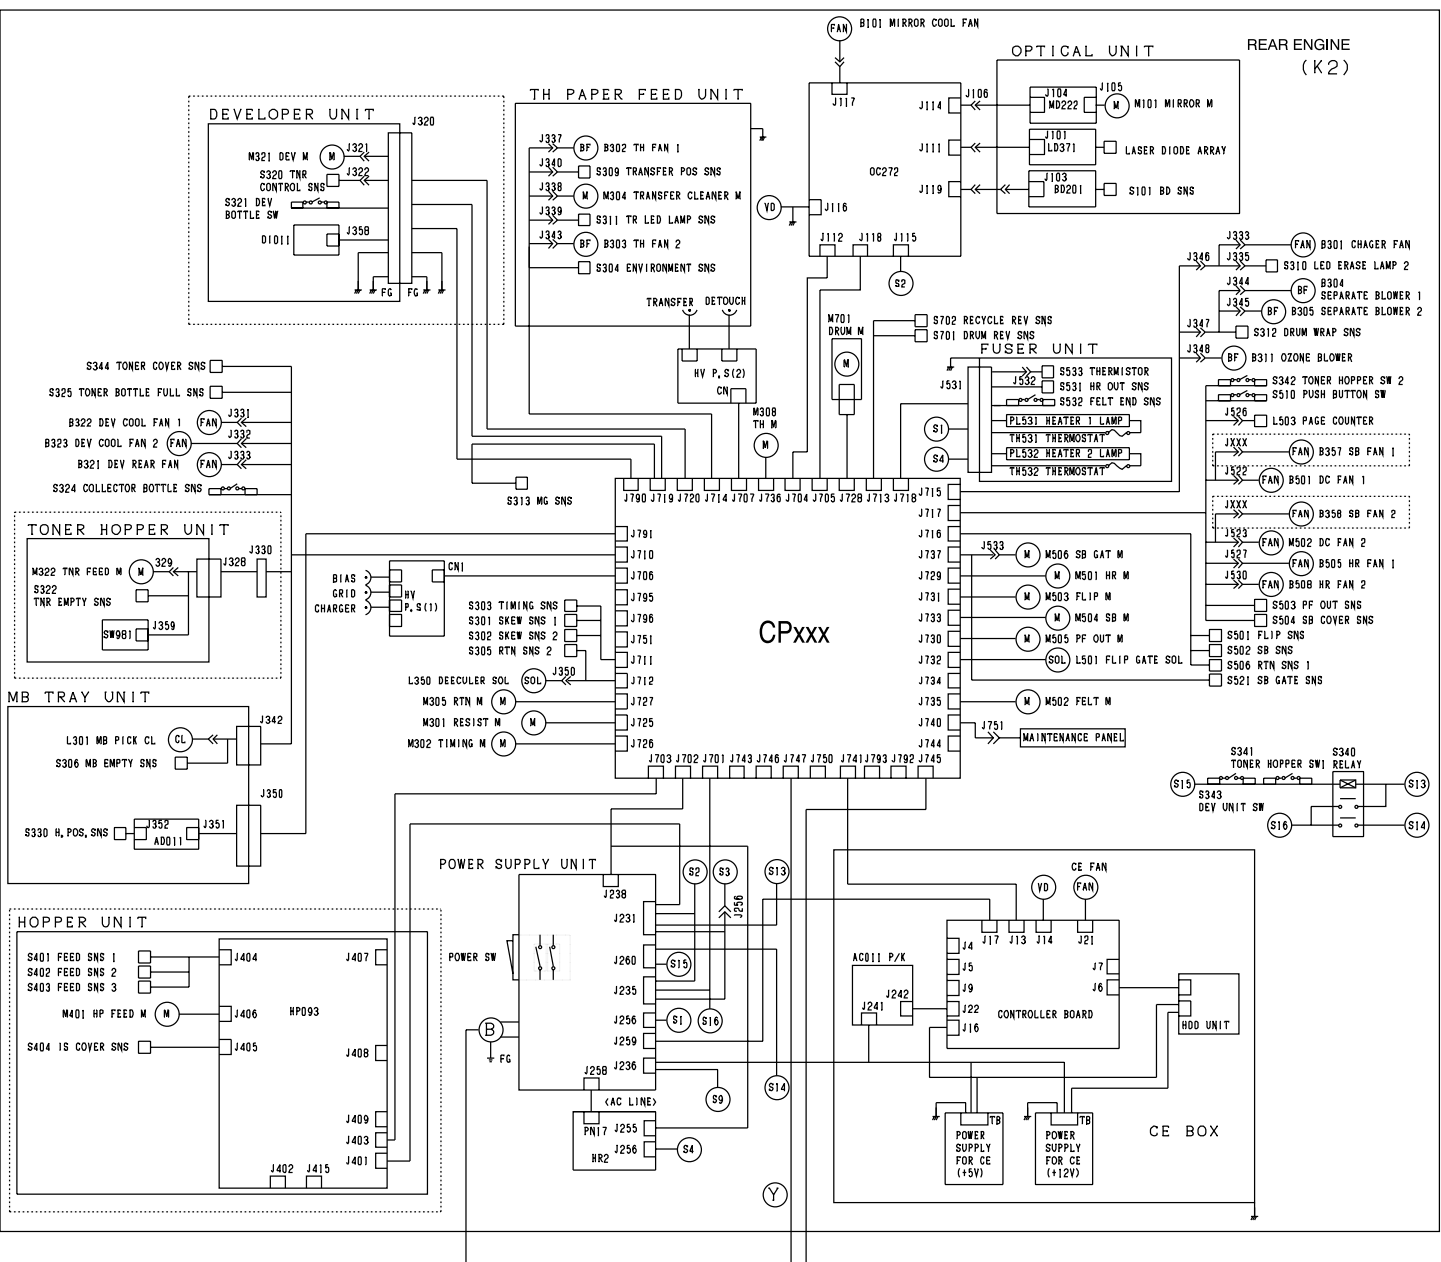 FAN B101 MIRROR COOL FAN
REAR ENGINE
(K2)
OPTICAL UNIT
J117
J114
J106
J104
J105
MD222
M
M101 MIRROR M
J101
LD371
J111
LASER DIODE ARRAY
OC272
J103
BD201
J119
S101 BD SNS
VD
J116
J112
J118
J115
S2
DEVELOPER UNIT
J320
M321 DEV M
M
J321
S320 TNR
CONTROL SNS
J322
S321 DEV
BOTTLE SW
D1011
J358
FG
FG
TH PAPER FEED UNIT
J337
BF
B302 TH FAN 1
J340
S309 TRANSFER POS SNS
J338
M
M304 TRANSFER CLEANER M
J339
S311 TR LED LAMP SNS
J343
BF
B303 TH FAN 2
S304 ENVIRONMENT SNS
TRANSFER
DETOUCH
HV P,S(2)
CN
M701
DRUM M
M
M308
TH M
M
S702 RECYCLE REV SNS
S701 DRUM REV SNS
FUSER UNIT
J531
J532
S533 THERMISTOR
S531 HR OUT SNS
S532 FELT END SNS
PL531 HEATER 1 LAMP
TH531 THERMOSTAT
PL532 HEATER 2 LAMP
TH532 THERMOSTAT
S1
S4
J346
J333
FAN
B301 CHAGER FAN
J335
S310 LED ERASE LAMP 2
J344
BF
B304
SEPARATE BLOWER 1
J345
BF
B305 SEPARATE BLOWER 2
J347
S312 DRUM WRAP SNS
J348
BF
B311 OZONE BLOWER
S342 TONER HOPPER SW 2
S510 PUSH BUTTON SW
J526
L503 PAGE COUNTER
JXXX
FAN
B357 SB FAN 1
J522
FAN
B501 DC FAN 1
JXXX
FAN
B358 SB FAN 2
J523
FAN
M502 DC FAN 2
J527
FAN
B505 HR FAN 1
J530
FAN
B508 HR FAN 2
S503 PF OUT SNS
S504 SB COVER SNS
S501 FLIP SNS
S502 SB SNS
S506 RTN SNS 1
S521 SB GATE SNS
S344 TONER COVER SNS
S325 TONER BOTTLE FULL SNS
B322 DEV COOL FAN 1
FAN
J331
B323 DEV COOL FAN 2
FAN
J332
B321 DEV REAR FAN
FAN
J333
S324 COLLECTOR BOTTLE SNS
S313 MG SNS
J790
J719
J720
J714
J707
J736
J704
J705
J728
J713
J718
CPxxx
J791
J710
J706
J795
J796
J751
J711
J712
J727
J725
J726
J715
J717
J716
J737
J729
J731
J733
J730
J732
J734
J735
J740
J744
J703
J702
J701
J743
J746
J747
J750
J741
J793
J792
J745
J533
M
M506 SB GAT M
M
M501 HR M
M
M503 FLIP M
M
M504 SB M
M
M505 PF OUT M
SOL
L501 FLIP GATE SOL
M
M502 FELT M
J751
MAINTENANCE PANEL
TONER HOPPER UNIT
M322 TNR FEED M
M
329
J328
J330
S322
TNR EMPTY SNS
SW981
J359
BIAS
GRID
CHARGER
HV
P,S(1)
CN1
S303 TIMING SNS
S301 SKEW SNS 1
S302 SKEW SNS 2
S305 RTN SNS 2
L350 DEECULER SOL
SOL
J350
M305 RTN M
M
M301 RESIST M
M
M302 TIMING M
M
MB TRAY UNIT
J342
L301 MB PICK CL
CL
S306 MB EMPTY SNS
J350
S330 H,POS,SNS
J352
J351
AD011
S341
TONER HOPPER SW1
S340
RELAY
S15
S13
S343
DEV UNIT SW
S16
S14
HOPPER UNIT
S401 FEED SNS 1
S402 FEED SNS 2
S403 FEED SNS 3
J404
J407
M401 HP FEED M
M
J406
HP093
S404 IS COVER SNS
J405
J408
J409
J403
J401
J402
J415
POWER SUPPLY UNIT
J238
POWER SW
J231
J260
J235
J256
J259
J236
J258
B
FG
S2
S3
S13
J256
S15
S1
S16
S14
S9
<AC LINE>
PN17
J255
J256
HR2
S4
Y
CE FAN
VD
FAN
J17
J13
J14
J21
J4
J5
J9
J22
J16
J7
J6
CONTROLLER BOARD
HDD UNIT
AC011 P/K
J242
J241
TB
POWER
SUPPLY
FOR CE
(+5V)
TB
POWER
SUPPLY
FOR CE
(+12V)
CE BOX